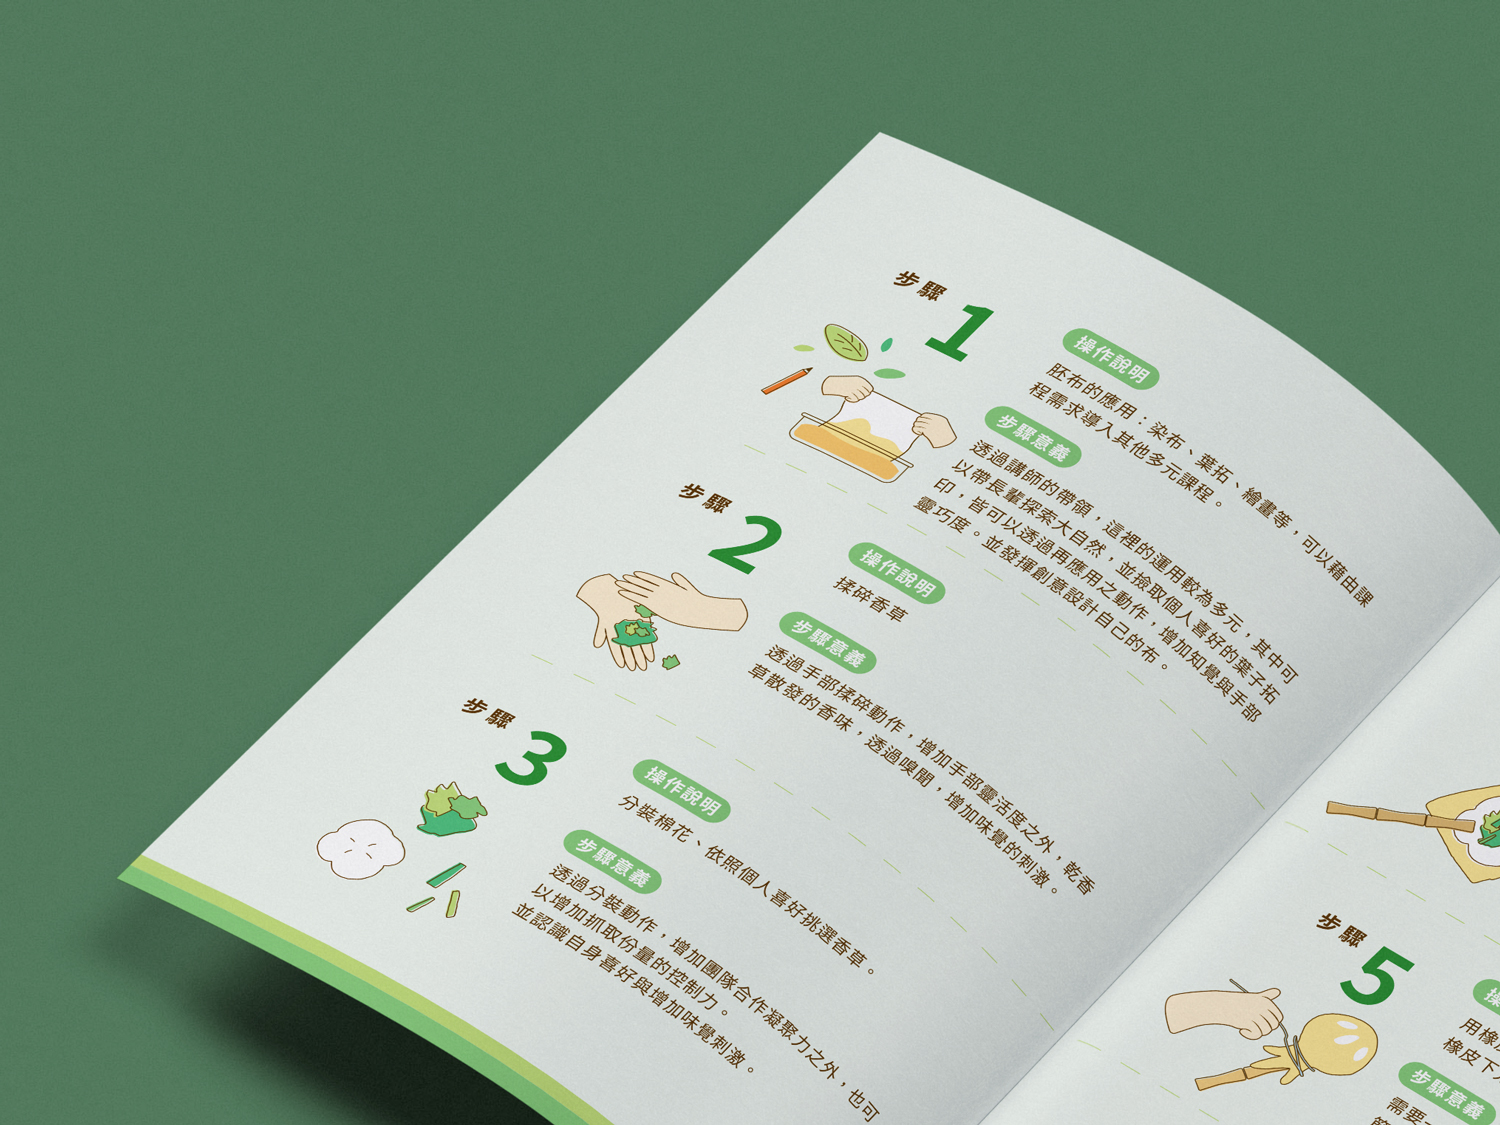 步驟
1
操作說明
胚布的應用：染布、葉拓、繪畫等，可以藉由課
程需求導入其他多元課程。
步驟意義
透過講師的帶領，這裡的運用較為多元，其中可
以帶長輩探索大自然，並撿取個人喜好的葉子拓
印，皆可以透過再應用之動作，增加知覺與手部
靈巧度。並發揮創意設計自己的布。
步驟
2
操作說明
揉碎香草
步驟意義
透過手部揉碎動作，增加手部靈活度之外，乾香
草散發的香味，透過嗅聞，增加味覺的刺激。
步驟
3
操作說明
分裝棉花、依照個人喜好挑選香草。
步驟意義
透過分裝動作，增加團隊合作凝聚力之外，也可
以增加抓取份量的控制力。
並認識自身喜好與增加味覺刺激。
步驟
5
用橡
橡皮下
步驟意義
需要